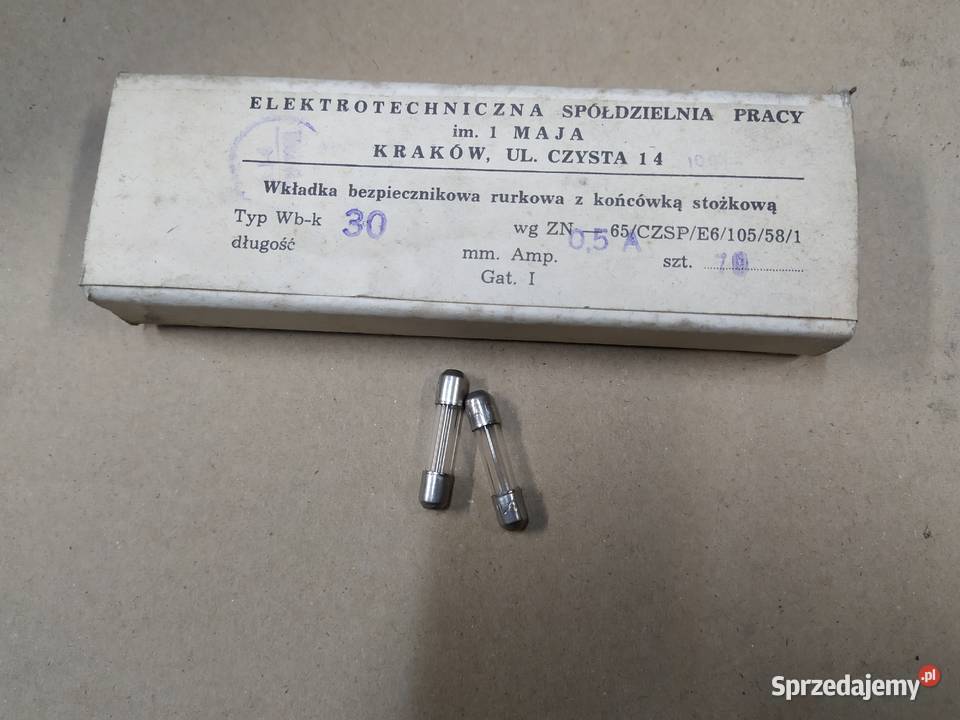 ELEKTROTECHNICZNA SPÓŁDZIELNIA PRACY
im. 1 MAJA
KRAKÓW, UL. CZYSTA 14
Wkładka bezpiecznikowa rurkowa z końcówką stożkową
Typ Wb-k 30 wg ZN — 65/CZSP/E6/105/58/1
długość mm. Amp. 0,5 A szt.
Gat. I
Sprzedajemy.pl